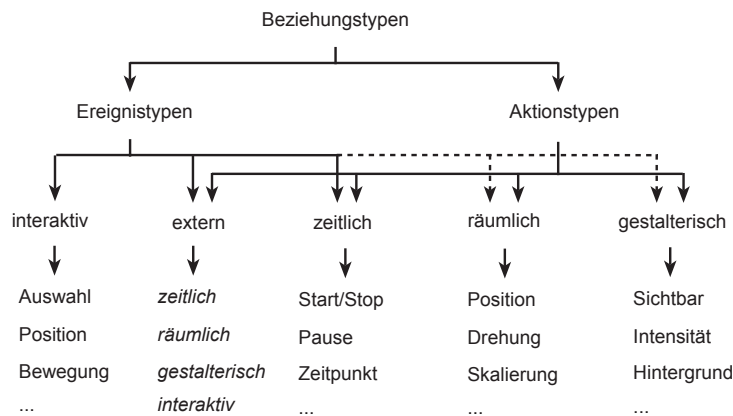 Beziehungstypen
Ereignistypen Aktionstypen
interaktiv extern zeitlich räumlich gestalterisch
Auswahl zeitlich Start/Stop Position Sichtbar
Position räumlich Pause Drehung Intensität
Bewegung gestalterisch Zeitpunkt Skalierung Hintergrund
... interaktiv ... ... ...